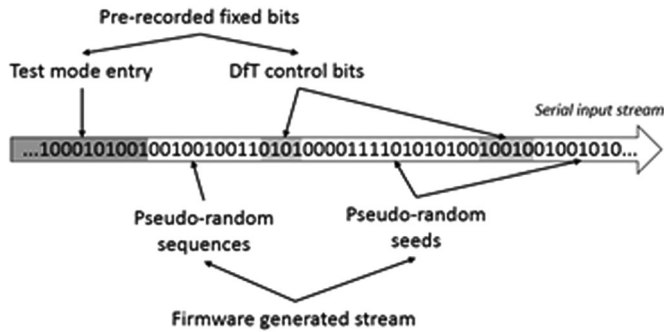 Pre-recorded fixed bits
Test mode entry
DfT control bits
Serial input stream
...1000101001001001001101010100001111101010100100100100100101010...
Pseudo-random
sequences
Pseudo-random
seeds
Firmware generated stream